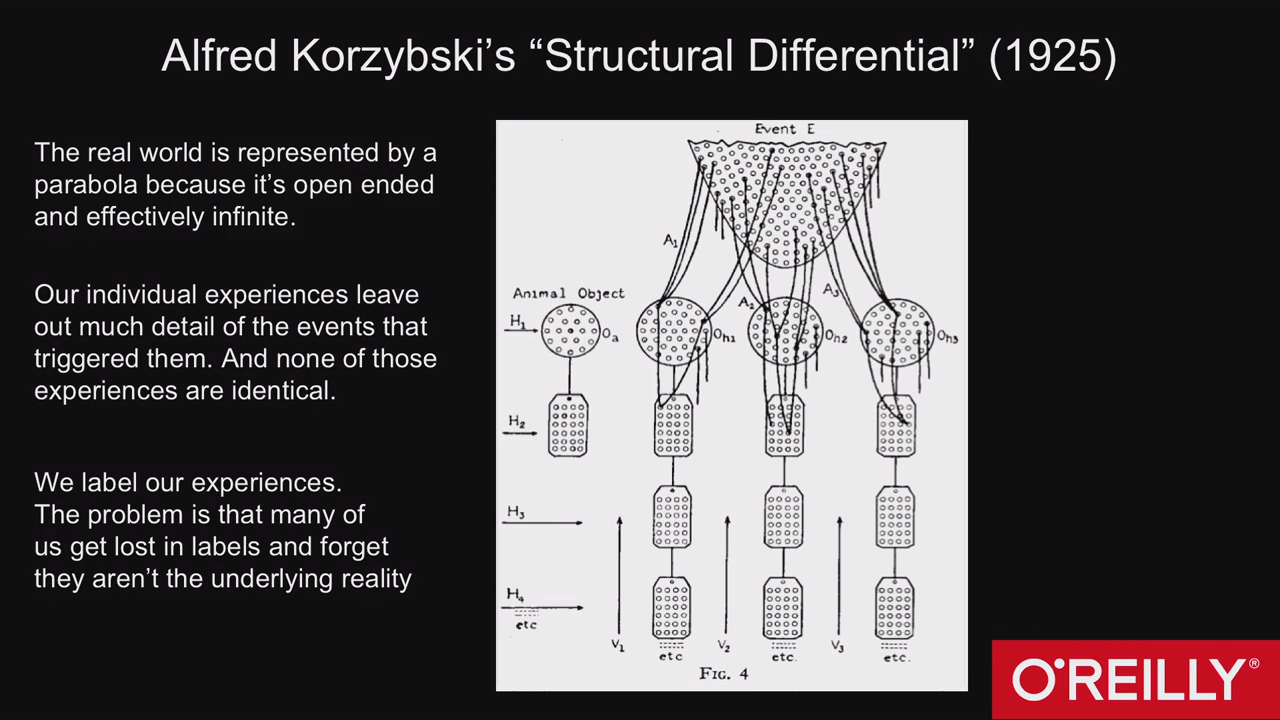 Alfred Korzybski’s “Structural Differential” (1925)
The real world is represented by a
parabola because it’s open ended
and effectively infinite.
Our individual experiences leave
out much detail of the events that
triggered them. And none of those
experiences are identical.
We label our experiences.
The problem is that many of
us get lost in labels and forget
they aren’t the underlying reality
Event E
A₁
Animal Object
H₁
Oₐ
Oh1
A₂
Oh2
A₃
Oh3
H₂
H₃
H₄
etc
V₁
etc
V₂
etc.
V₃
etc.
FIG. 4
O'REILLY®